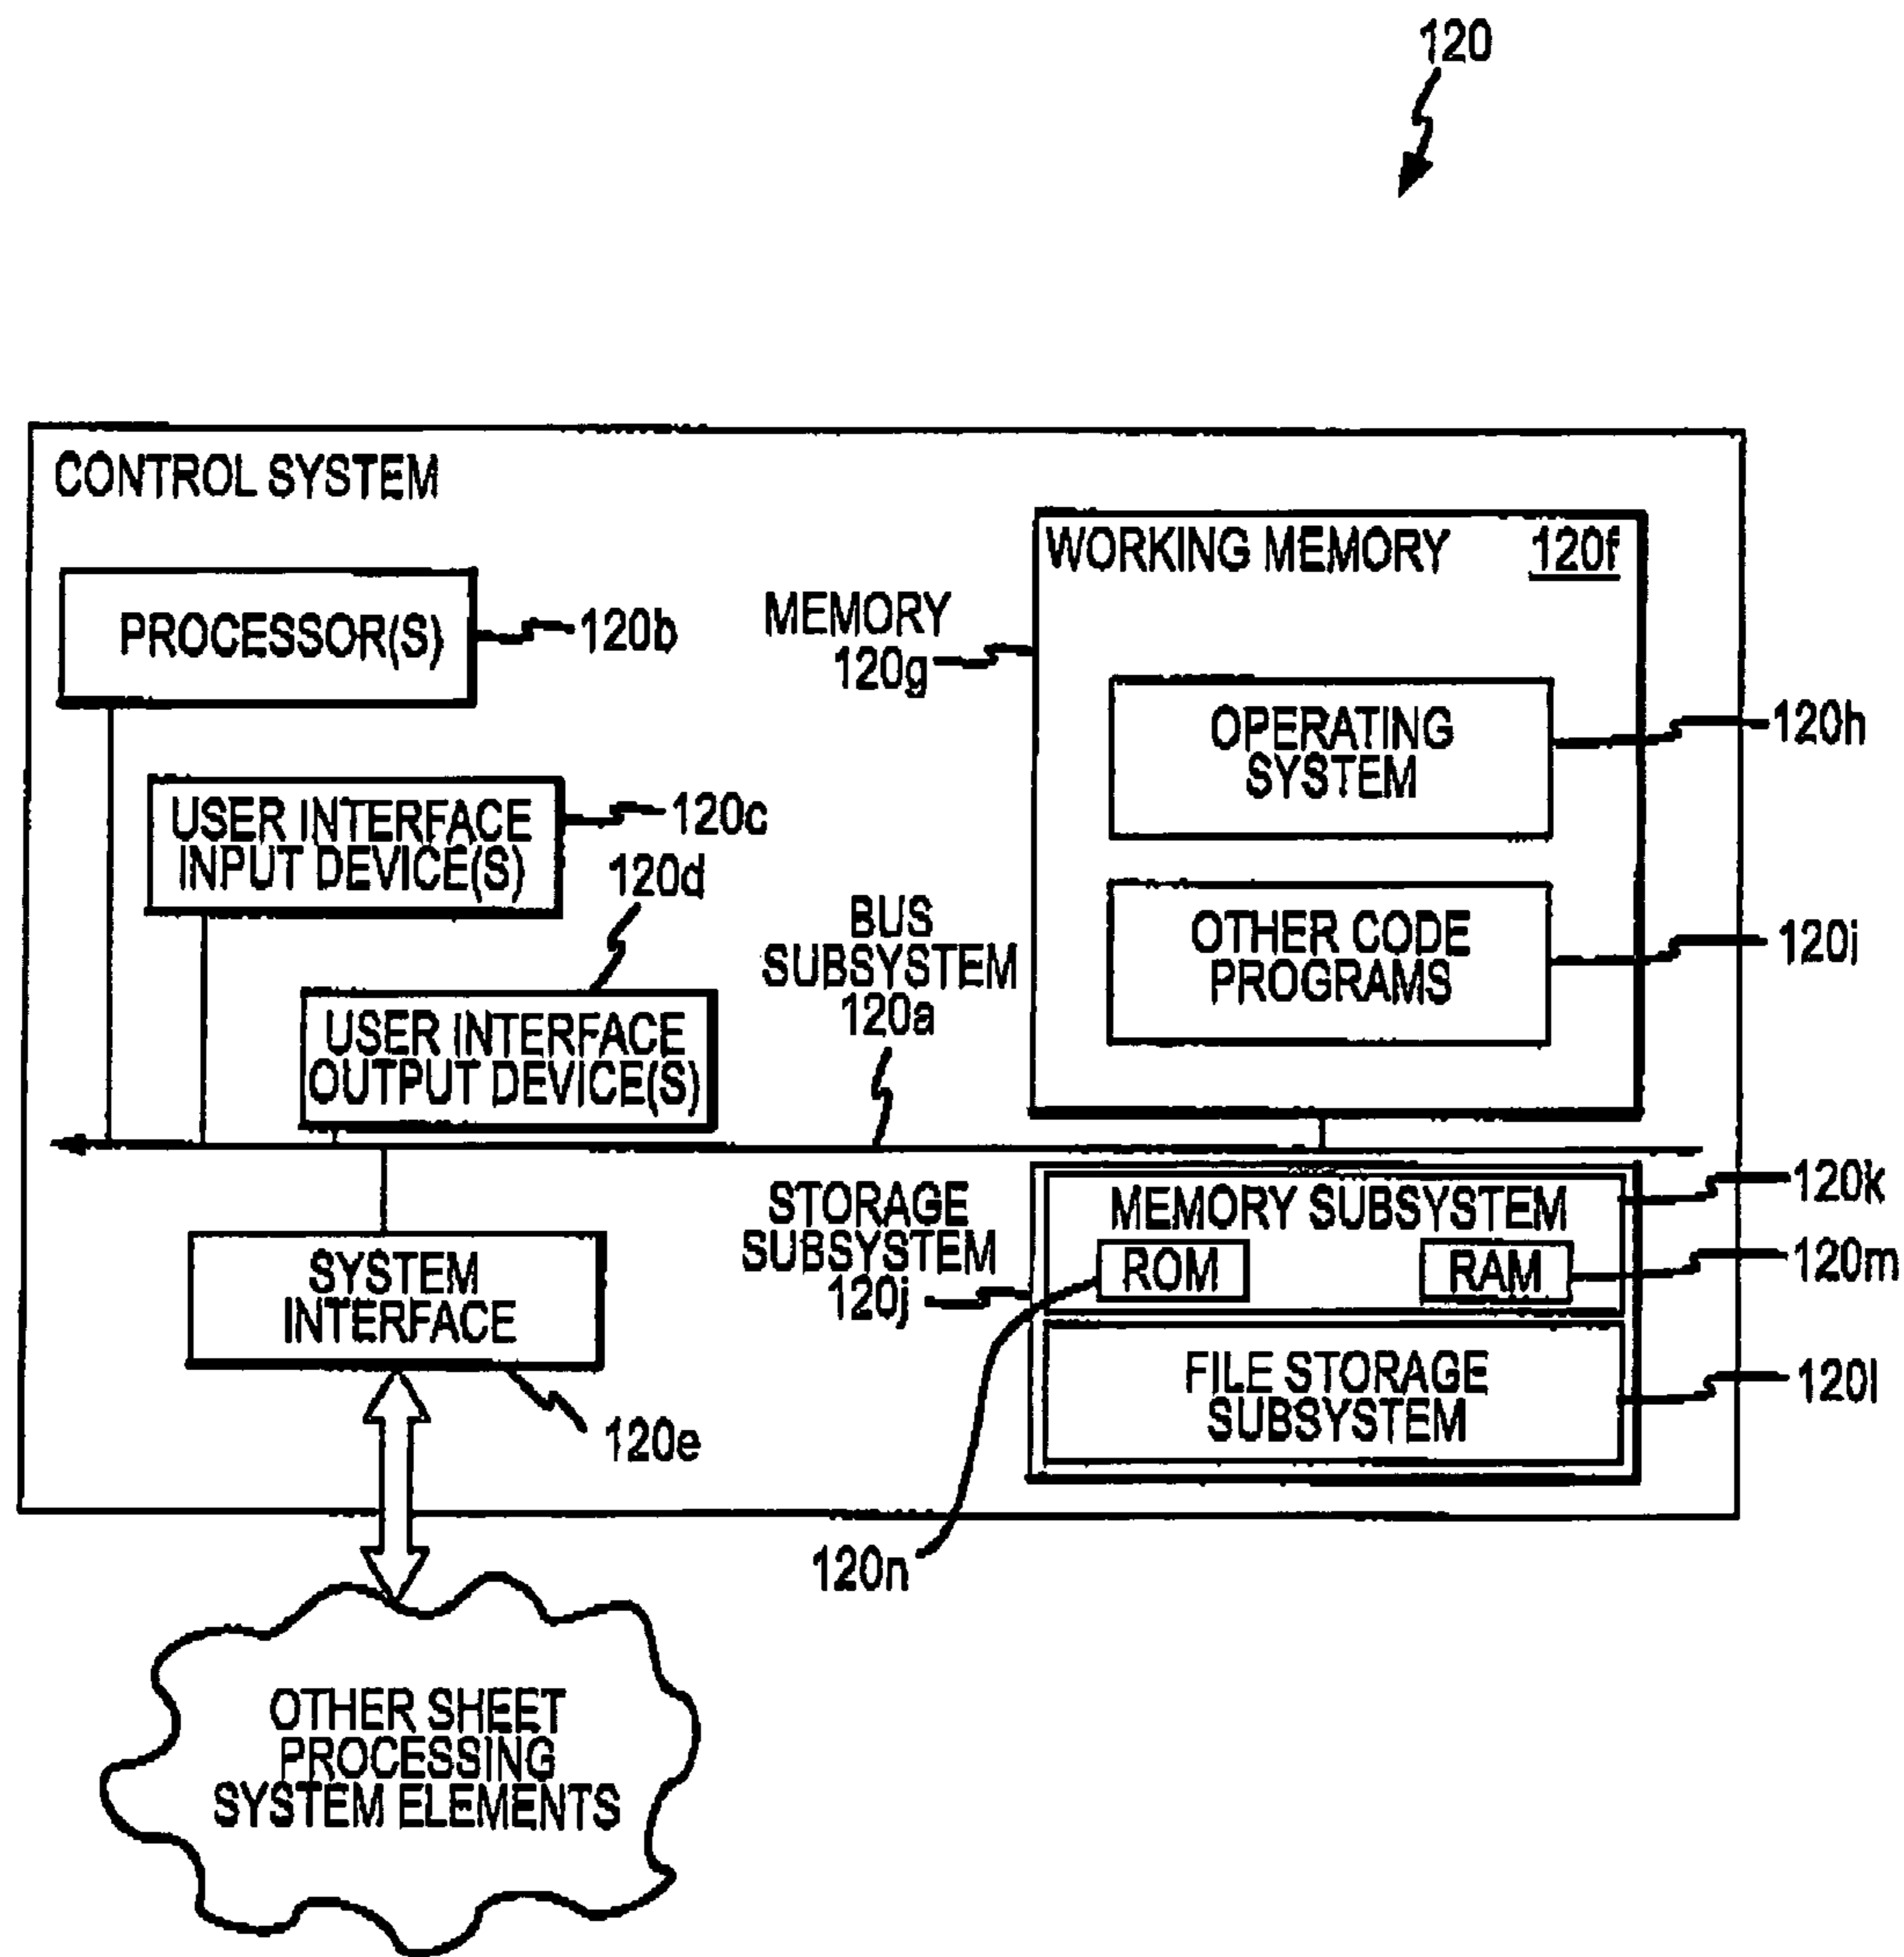 120
CONTROL SYSTEM
PROCESSOR(S)
120b
USER INTERFACE
INPUT DEVICE(S)
120c
120d
USER INTERFACE
OUTPUT DEVICE(S)
BUS
SUBSYSTEM
120a
MEMORY
120g
WORKING MEMORY
120f
OPERATING
SYSTEM
120h
OTHER CODE
PROGRAMS
120i
SYSTEM
INTERFACE
120e
STORAGE
SUBSYSTEM
120j
MEMORY SUBSYSTEM
120k
ROM
RAM
120m
FILE STORAGE
SUBSYSTEM
120l
120n
OTHER SHEET
PROCESSING
SYSTEM ELEMENTS